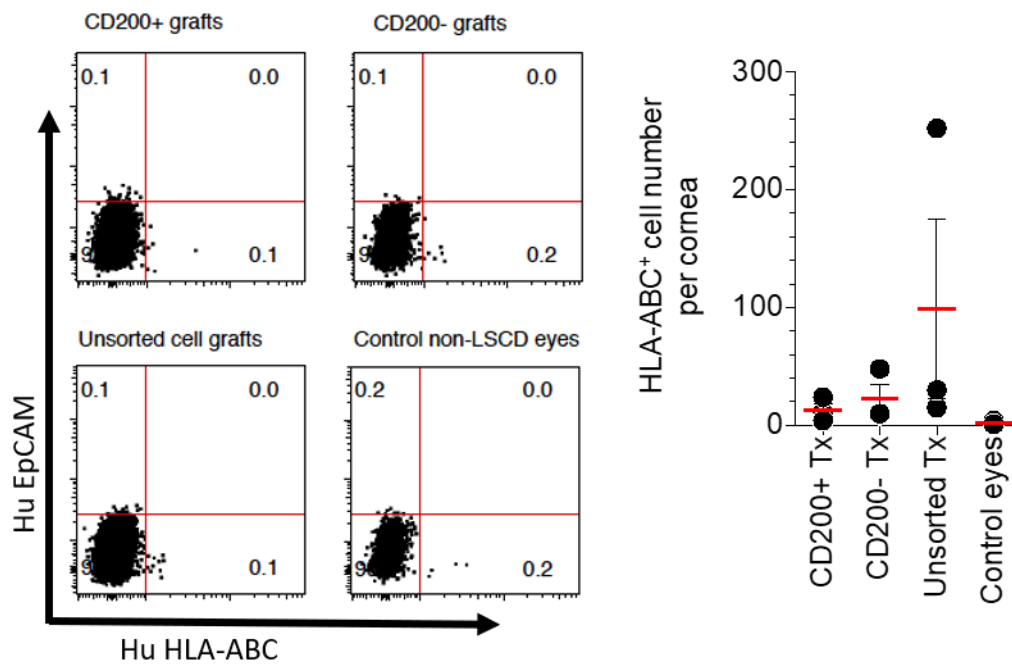 CD200+ grafts
CD200- grafts
0.1
0.0
0.1
0.1
0.0
0.2
Unsorted cell grafts
Control non-LSCD eyes
0.1
0.0
0.1
0.2
0.0
0.2
Hu EpCAM
Hu HLA-ABC
HLA-ABC⁺ cell number
per cornea
300
200
100
0
CD200+ Tx
CD200- Tx
Unsorted Tx
Control eyes